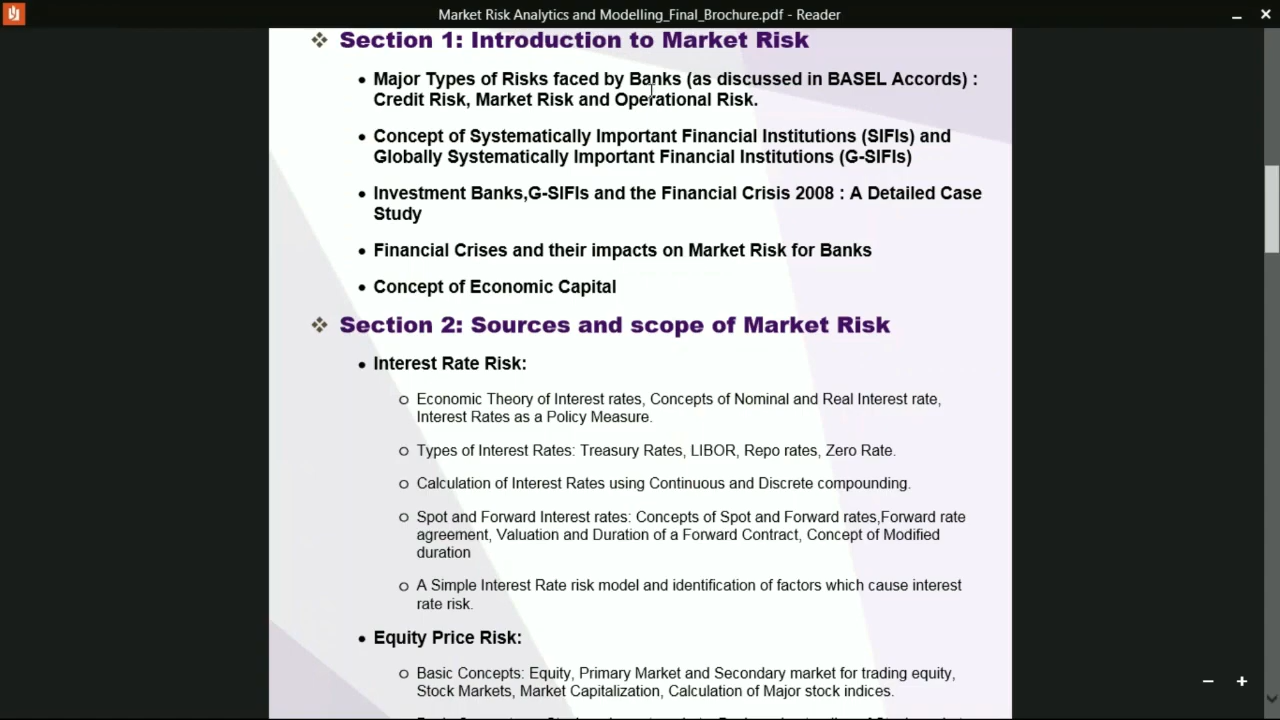 Market Risk Analytics and Modelling_Final_Brochure.pdf - Reader
Section 1: Introduction to Market Risk
Major Types of Risks faced by Banks (as discussed in BASEL Accords) :
Credit Risk, Market Risk and Operational Risk.
Concept of Systematically Important Financial Institutions (SIFIs) and
Globally Systematically Important Financial Institutions (G-SIFIs)
Investment Banks,G-SIFIs and the Financial Crisis 2008 : A Detailed Case
Study
Financial Crises and their impacts on Market Risk for Banks
Concept of Economic Capital
Section 2: Sources and scope of Market Risk
Interest Rate Risk:
Economic Theory of Interest rates, Concepts of Nominal and Real Interest rate,
Interest Rates as a Policy Measure.
Types of Interest Rates: Treasury Rates, LIBOR, Repo rates, Zero Rate.
Calculation of Interest Rates using Continuous and Discrete compounding.
Spot and Forward Interest rates: Concepts of Spot and Forward rates,Forward rate
agreement, Valuation and Duration of a Forward Contract, Concept of Modified
duration
A Simple Interest Rate risk model and identification of factors which cause interest
rate risk.
Equity Price Risk:
Basic Concepts: Equity, Primary Market and Secondary market for trading equity,
Stock Markets, Market Capitalization, Calculation of Major stock indices.